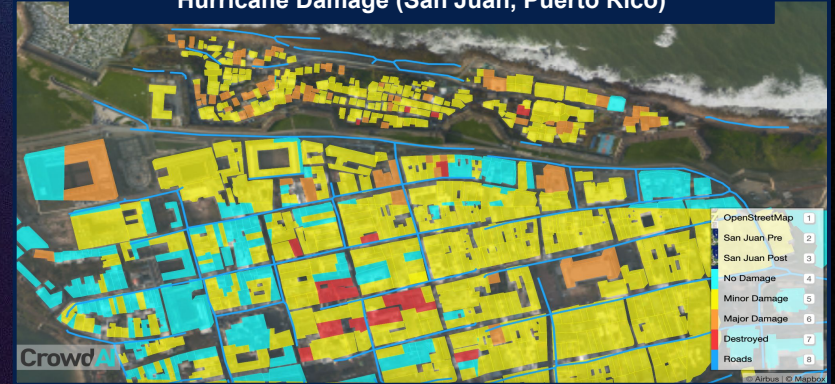 Hurricane Damage (San Juan, Puerto Rico)
OpenStreetMap 1
San Juan Pre 2
San Juan Post 3
No Damage 4
Minor Damage 5
Major Damage 6
Destroyed 7
Roads 8
CrowdAI
© Airbus | © Mapbox